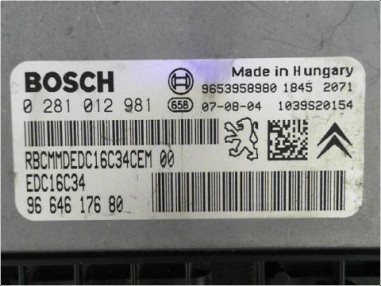 BOSCH
Made in Hungary
9653958980 1845 2071
0 281 012 981 658 07-08-04 1039S20154
RBCMMDEDC16C34CEM 00
EDC16C34
96 646 176 80